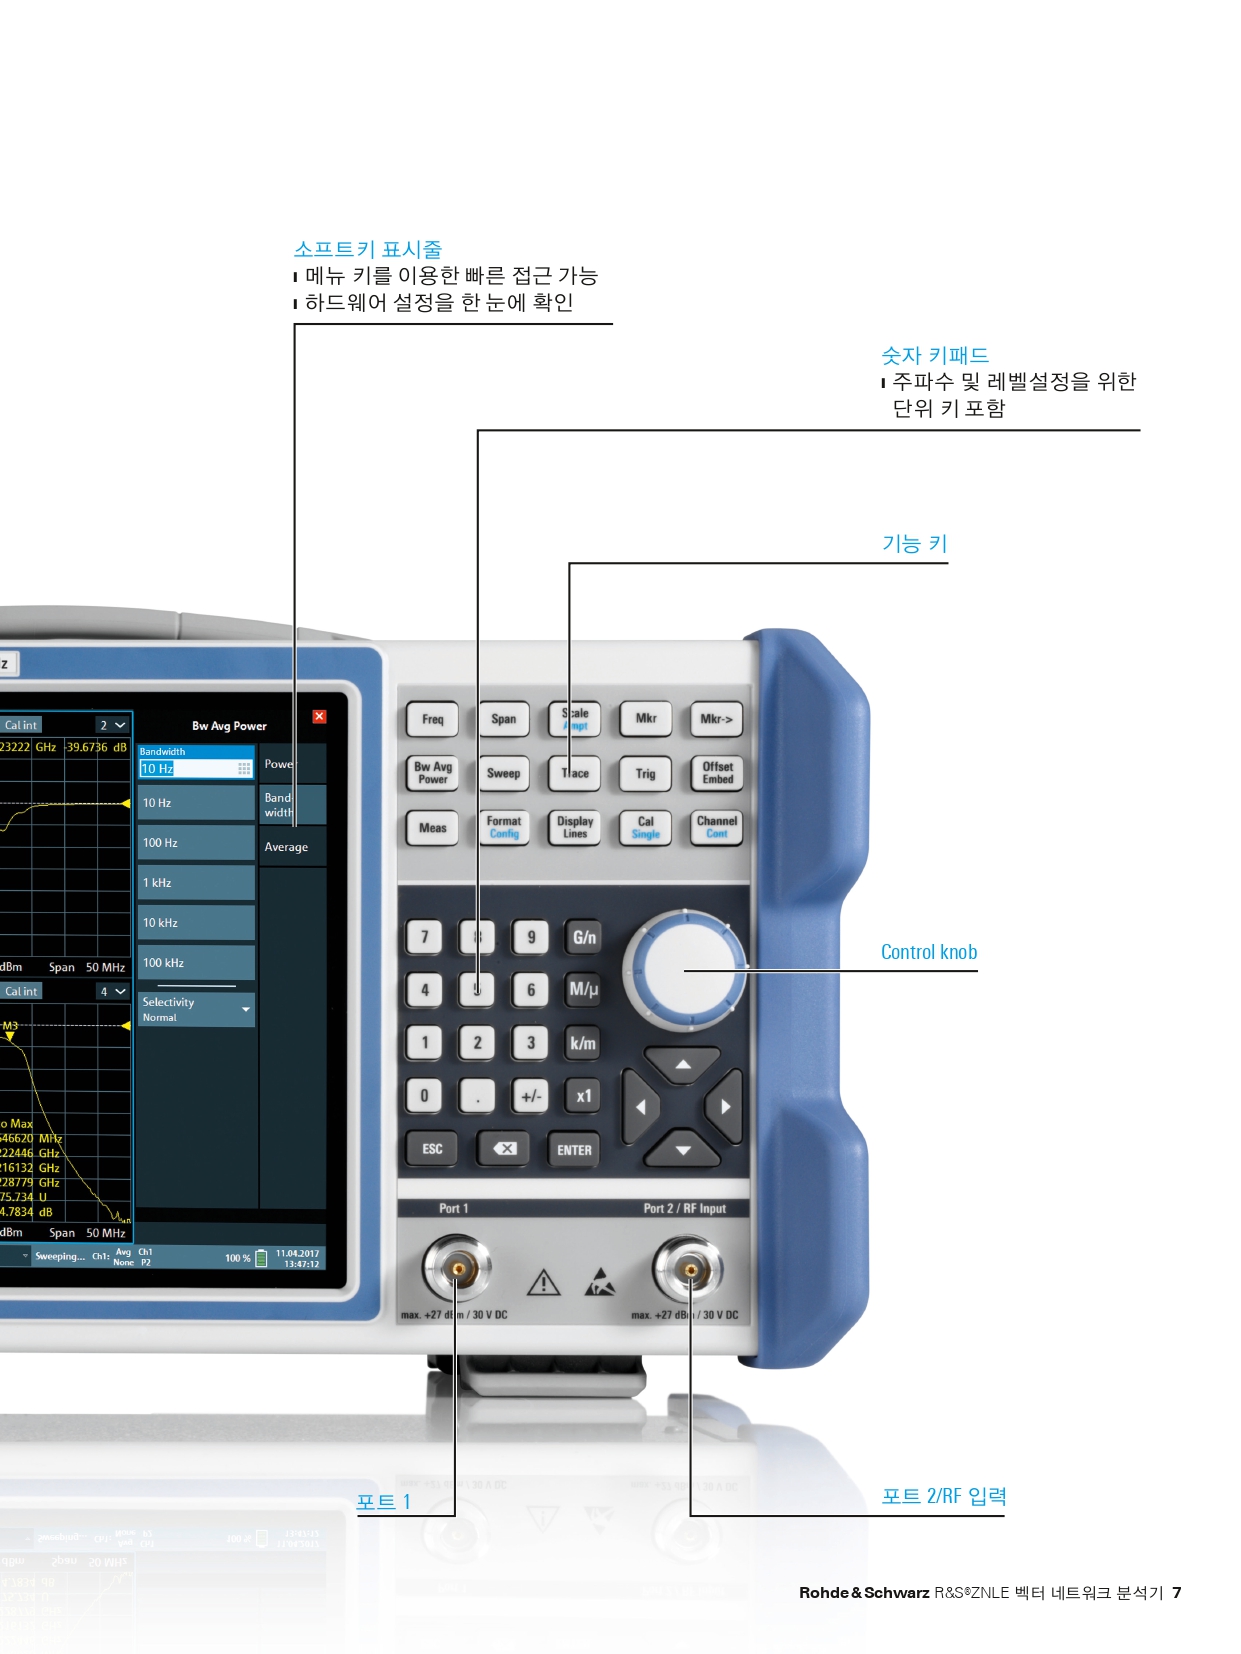 소프트키 표시줄
메뉴 키를 이용한 빠른 접근 가능
하드웨어 설정을 한 눈에 확인
숫자 키패드
주파수 및 레벨설정을 위한
단위 키 포함
기능 키
Control knob
포트 1
포트 2/RF 입력
Cal int
2
GHz -39.6736 dB
dBm Span 50 MHz
Cal int
4
M3
Max
MHz
GHz
GHz
GHz
U
dB
dBm Span 50 MHz
Sweeping... Ch1: Avg None Ch1 P2
100 %
11.04.2017
13:47:12
Bw Avg Power
Bandwidth
10 Hz
10 Hz
100 Hz
1 kHz
10 kHz
100 kHz
Selectivity
Normal
Power
Band
width
Average
Freq Span Scale Ampt Mkr Mkr->
Bw Avg Power Sweep Trace Trig Offset Embed
Meas Format Config Display Lines Cal Single Channel Cont
7 8 9 G/n
4 5 6 M/µ
1 2 3 k/m
0 . +/- x1
ESC ENTER
Port 1
Port 2 / RF Input
max. +27 dBm / 30 V DC
max. +27 dBm / 30 V DC
Rohde & Schwarz R&S®ZNLE 벡터 네트워크 분석기 7